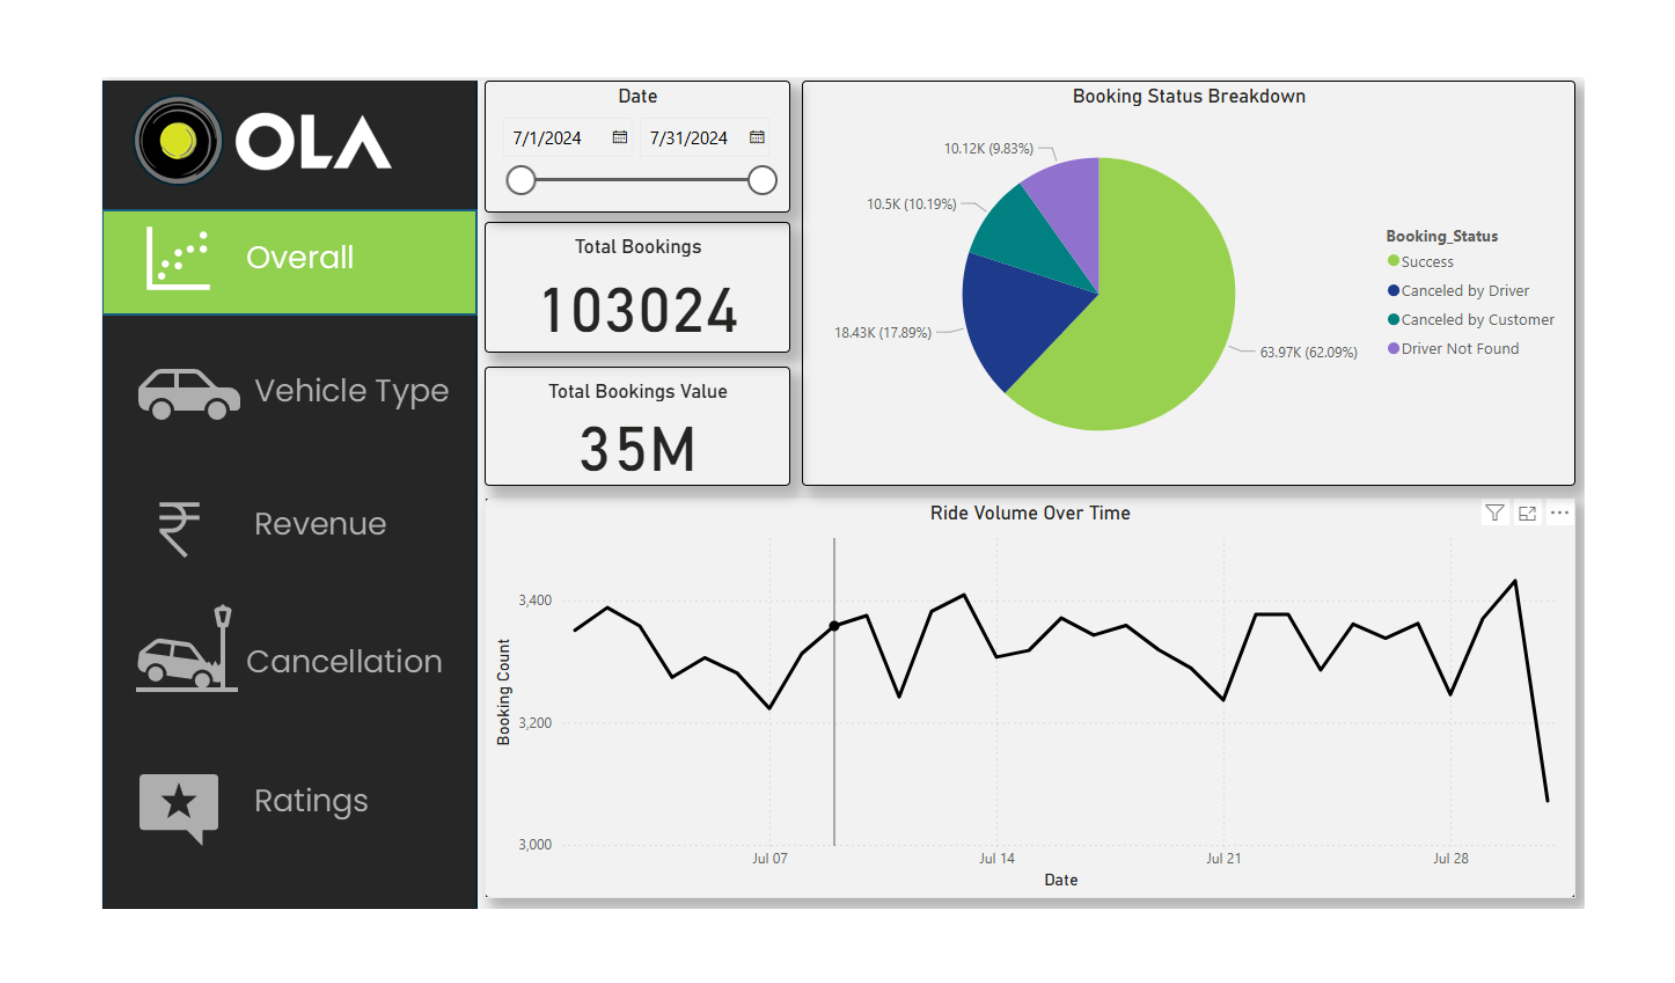 OLA
Overall
Vehicle Type
₹
Revenue
Cancellation
Ratings
Date
7/1/2024
7/31/2024
Total Bookings
103024
Total Bookings Value
35M
Booking Status Breakdown
10.12K (9.83%)
10.5K (10.19%)
18.43K (17.89%)
63.97K (62.09%)
Booking_Status
Success
Canceled by Driver
Canceled by Customer
Driver Not Found
Ride Volume Over Time
Booking Count
3,400
3,200
3,000
Jul 07
Jul 14
Jul 21
Jul 28
Date